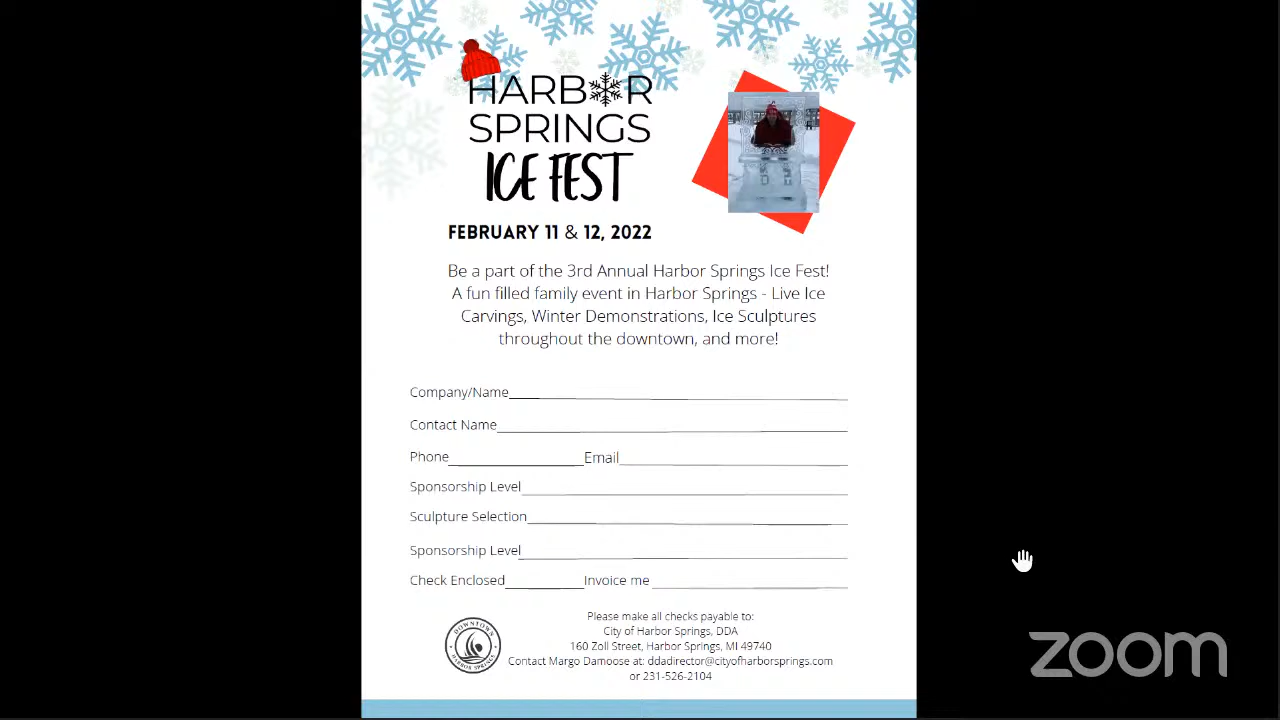 HARBOR
SPRINGS
ICE FEST
FEBRUARY 11 & 12, 2022
Be a part of the 3rd Annual Harbor Springs Ice Fest!
A fun filled family event in Harbor Springs - Live Ice
Carvings, Winter Demonstrations, Ice Sculptures
throughout the downtown, and more!
Company/Name
Contact Name
Phone Email
Sponsorship Level
Sculpture Selection
Sponsorship Level
Check Enclosed Invoice me
DOWNTOWN
HARBOR SPRINGS
Please make all checks payable to:
City of Harbor Springs, DDA
160 Zoll Street, Harbor Springs, MI 49740
Contact Margo Damoose at: ddadirector@cityofharborsprings.com
or 231-526-2104
zoom